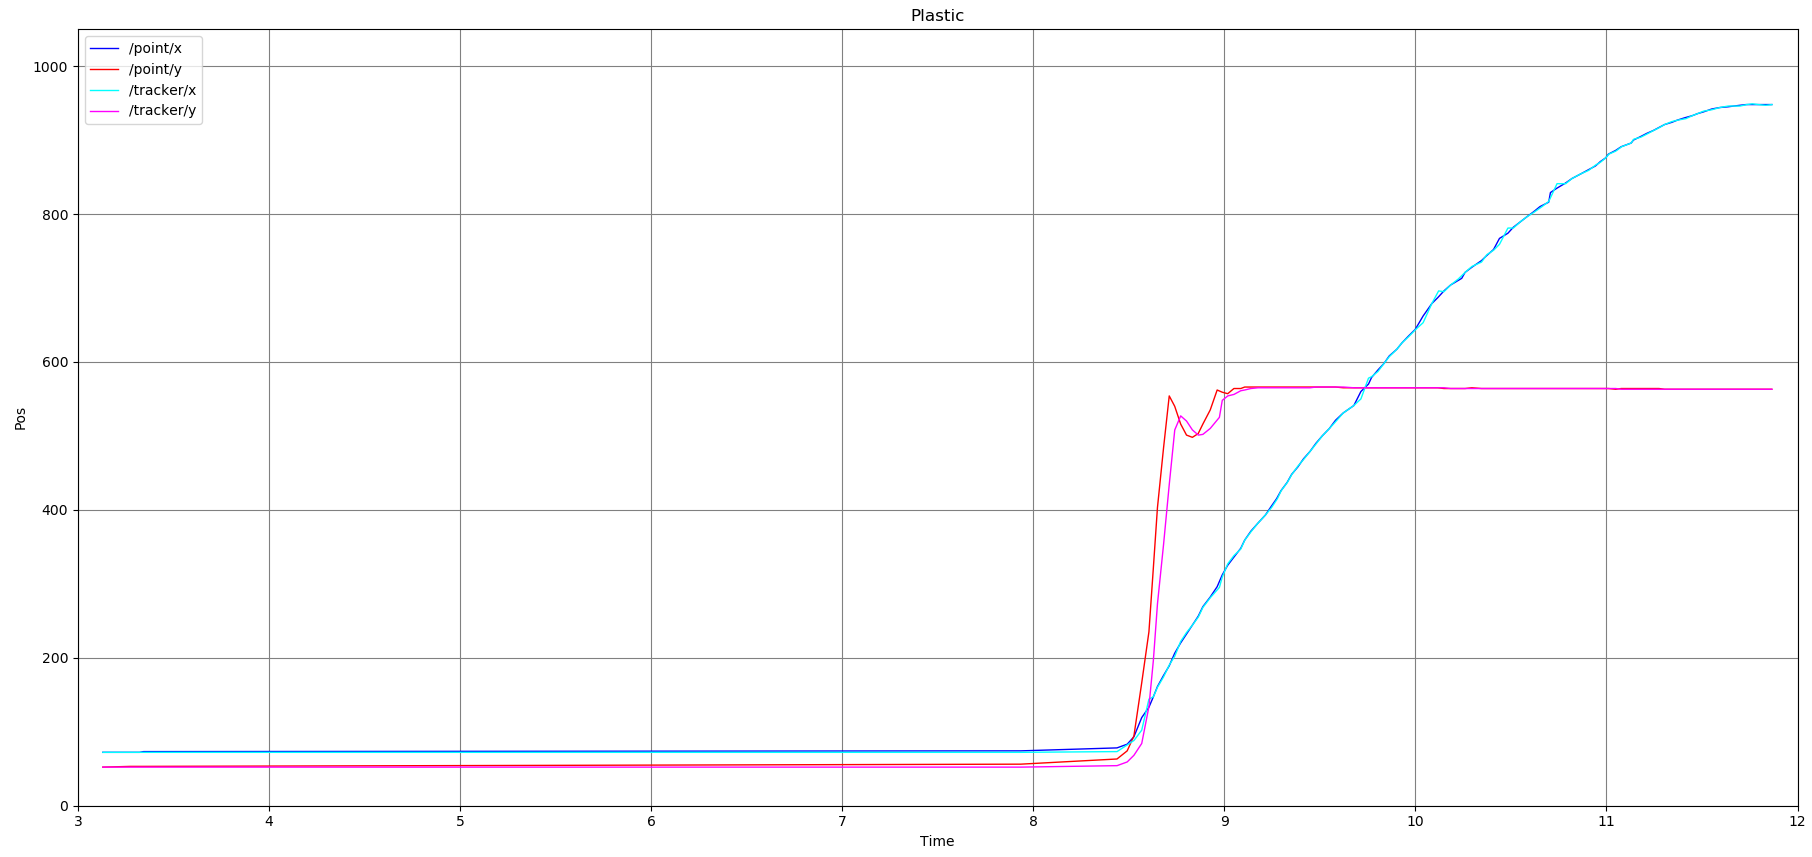 Plastic
/point/x
/point/y
/tracker/x
/tracker/y
1000
800
600
400
200
0
Pos
3 4 5 6 7 8 9 10 11 12
Time